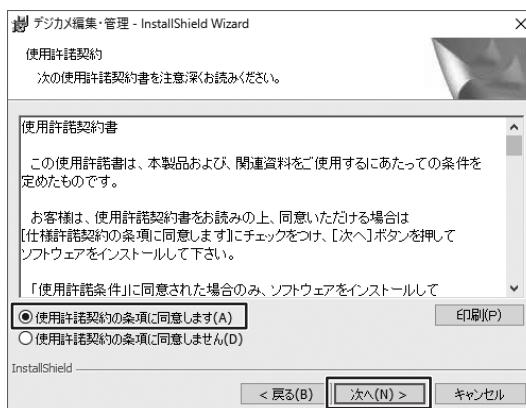 デジカメ編集・管理 - InstallShield Wizard
使用許諾契約
次の使用許諾契約書を注意深くお読みください。
使用許諾契約書
この使用許諾書は、本製品および、関連資料をご使用するにあたっての条件を
定めたものです。
お客様は、使用許諾契約書をお読みの上、同意いただける場合は
[仕様許諾契約の条項に同意します]にチェックをつけ、[次へ]ボタンを押して
ソフトウェアをインストールして下さい。
「使用許諾条件」に同意された場合のみ、ソフトウェアをインストールして
使用許諾契約の条項に同意します(A)
印刷(P)
使用許諾契約の条項に同意しません(D)
InstallShield
< 戻る(B)
次へ(N) >
キャンセル